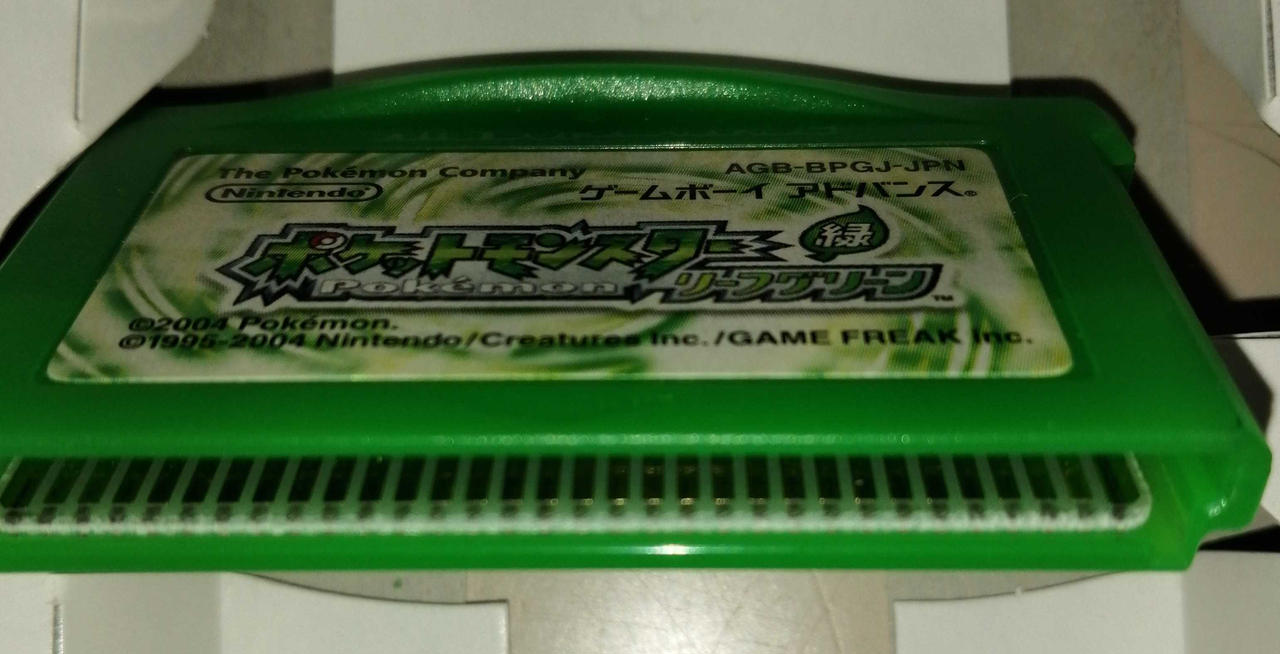 The Pokémon Company AGB-BPGJ-JPN
Nintendo ゲームボーイ アドバンス®
ポケットモンスター 緑
Pokémon リーフグリーン™
©2004 Pokémon.
©1995-2004 Nintendo/Creatures Inc./GAME FREAK inc.